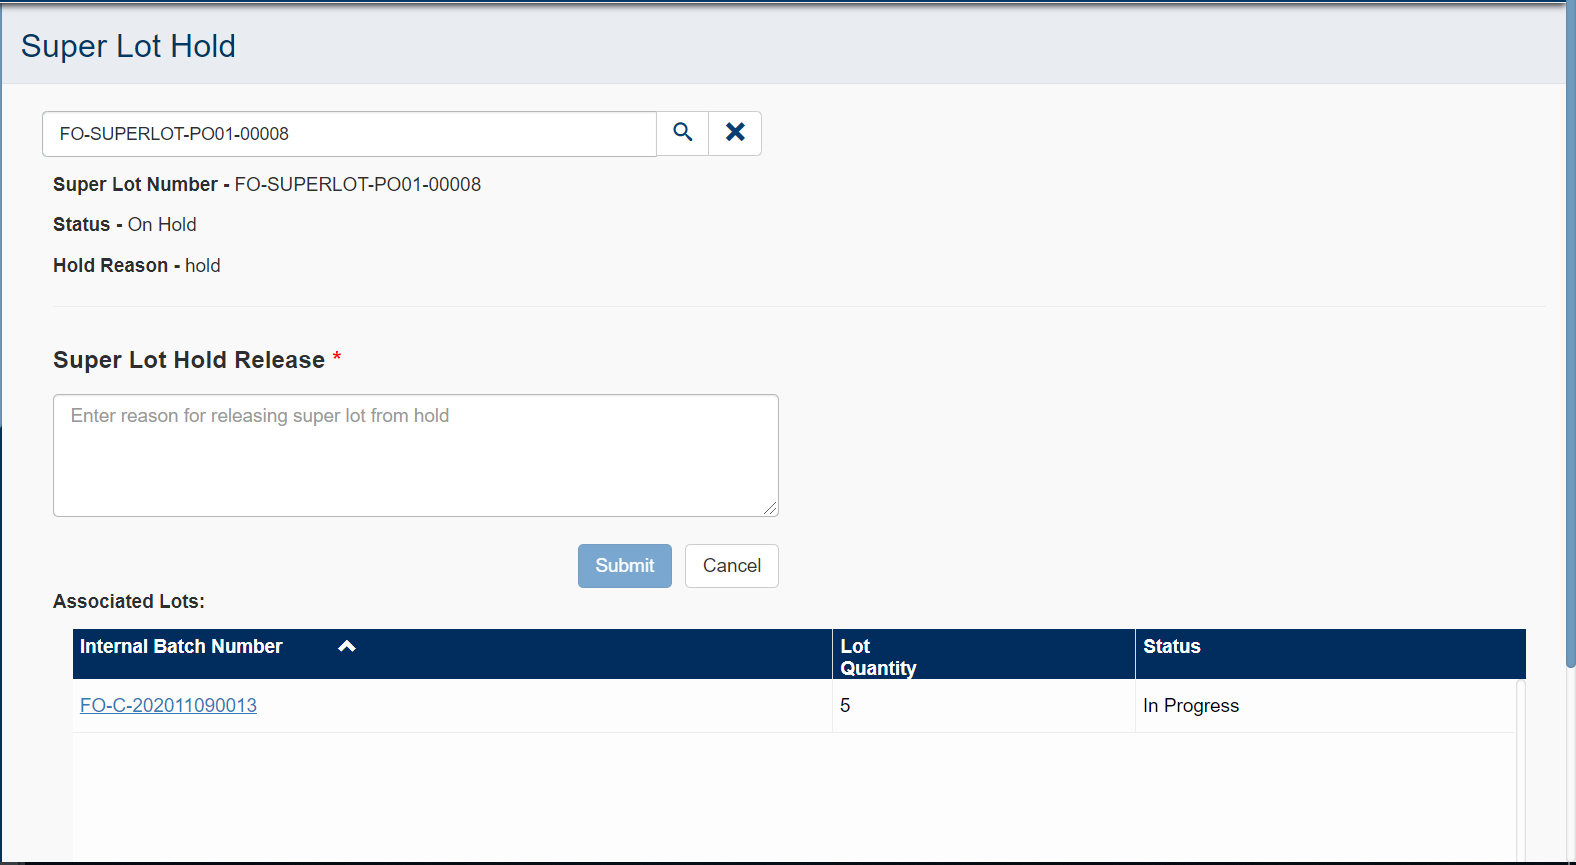 Super Lot Hold
FO-SUPERLOT-PO01-00008
Super Lot Number - FO-SUPERLOT-PO01-00008
Status - On Hold
Hold Reason - hold
Super Lot Hold Release *
Enter reason for releasing super lot from hold
Submit Cancel
Associated Lots:
Internal Batch Number Lot Quantity Status
FO-C-202011090013 5 In Progress